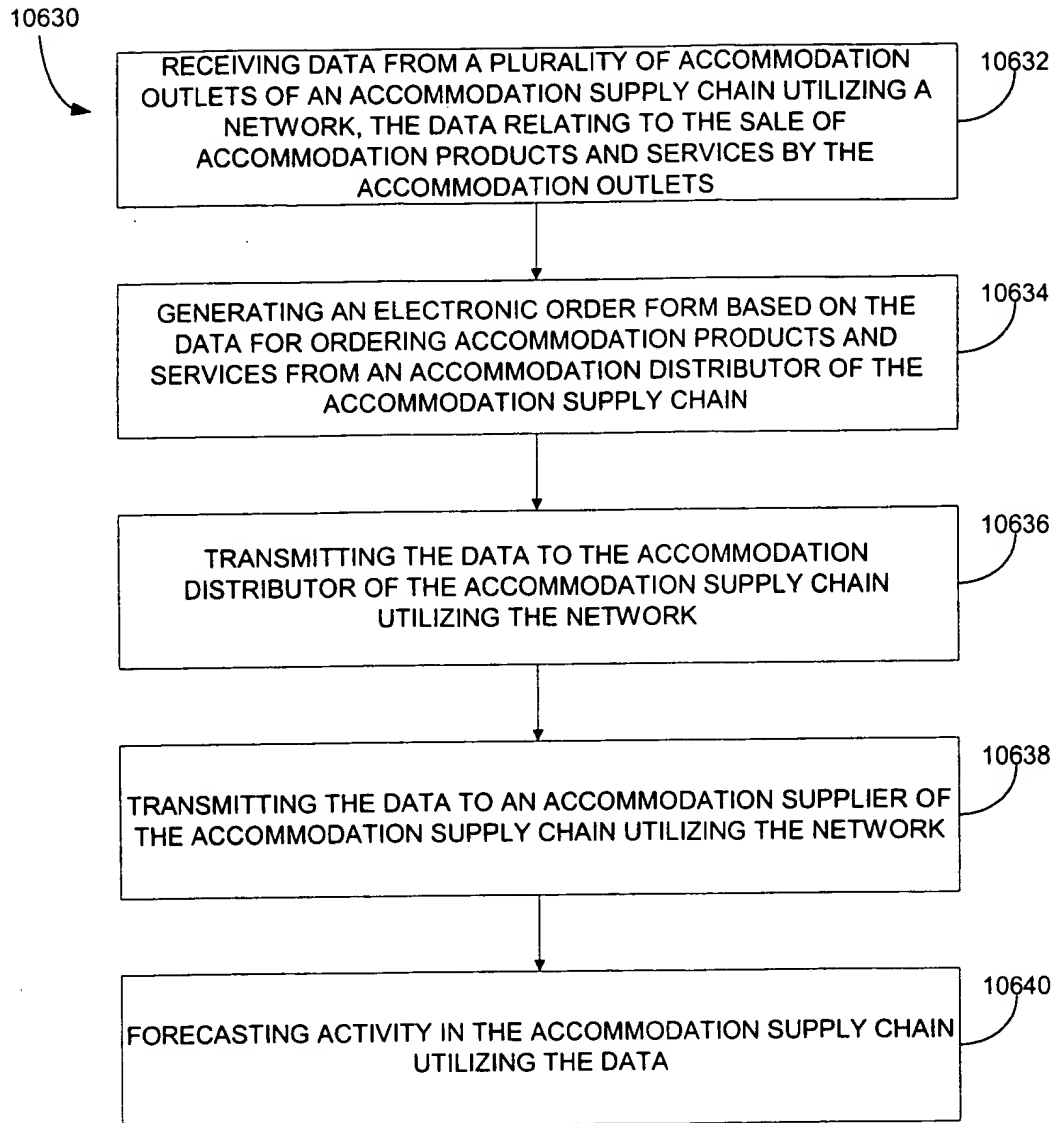 10630
RECEIVING DATA FROM A PLURALITY OF ACCOMMODATION
OUTLETS OF AN ACCOMMODATION SUPPLY CHAIN UTILIZING A
NETWORK, THE DATA RELATING TO THE SALE OF
ACCOMMODATION PRODUCTS AND SERVICES BY THE
ACCOMMODATION OUTLETS
10632
GENERATING AN ELECTRONIC ORDER FORM BASED ON THE
DATA FOR ORDERING ACCOMMODATION PRODUCTS AND
SERVICES FROM AN ACCOMMODATION DISTRIBUTOR OF THE
ACCOMMODATION SUPPLY CHAIN
10634
TRANSMITTING THE DATA TO THE ACCOMMODATION
DISTRIBUTOR OF THE ACCOMMODATION SUPPLY CHAIN
UTILIZING THE NETWORK
10636
TRANSMITTING THE DATA TO AN ACCOMMODATION SUPPLIER OF
THE ACCOMMODATION SUPPLY CHAIN UTILIZING THE NETWORK
10638
FORECASTING ACTIVITY IN THE ACCOMMODATION SUPPLY CHAIN
UTILIZING THE DATA
10640